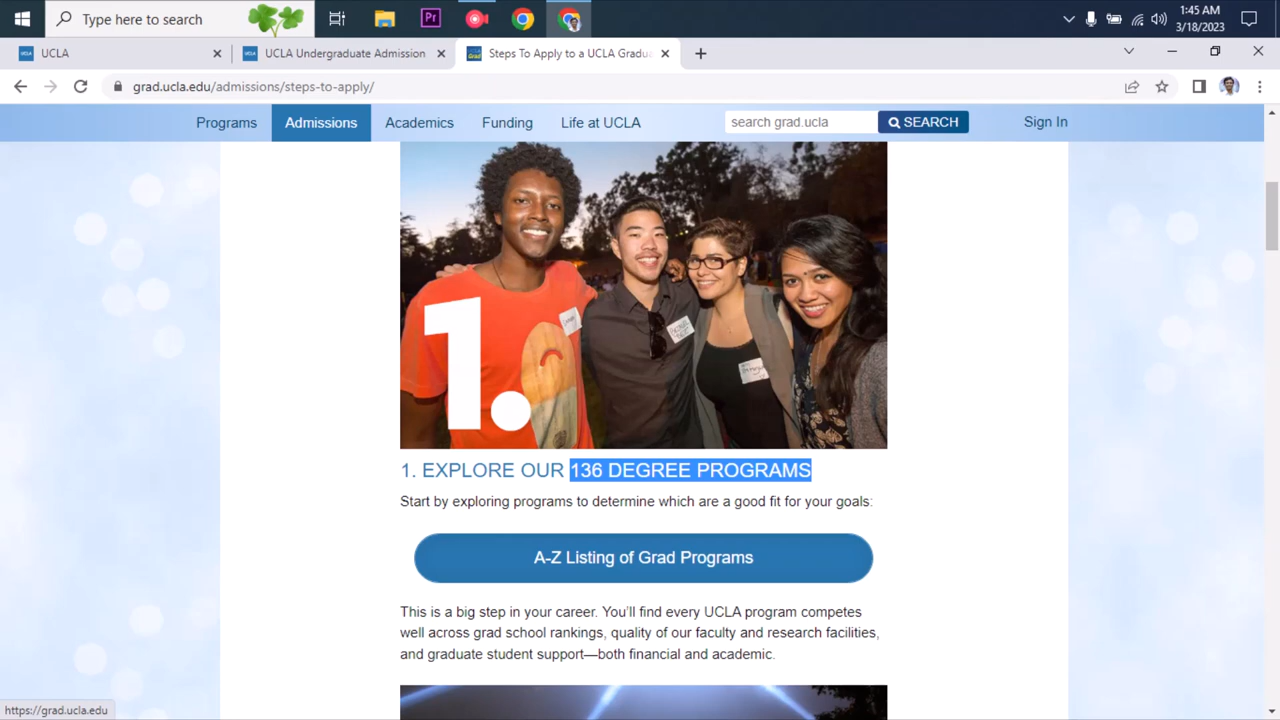 Type here to search
Pr
1:45 AM
3/18/2023
UCLA
UCLA
UCLA
UCLA Undergraduate Admission
Grad
Steps To Apply to a UCLA Gradu
grad.ucla.edu/admissions/steps-to-apply/
Programs
Admissions
Academics
Funding
Life at UCLA
search grad.ucla
SEARCH
Sign In
1.
1. EXPLORE OUR 136 DEGREE PROGRAMS
Start by exploring programs to determine which are a good fit for your goals:
A-Z Listing of Grad Programs
This is a big step in your career. You'll find every UCLA program competes
well across grad school rankings, quality of our faculty and research facilities,
and graduate student support—both financial and academic.
https://grad.ucla.edu